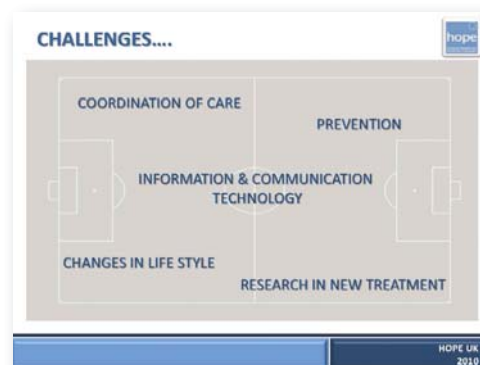 CHALLENGES....
hope
COORDINATION OF CARE
PREVENTION
INFORMATION & COMMUNICATION
TECHNOLOGY
CHANGES IN LIFE STYLE
RESEARCH IN NEW TREATMENT
HOPE UK
2010